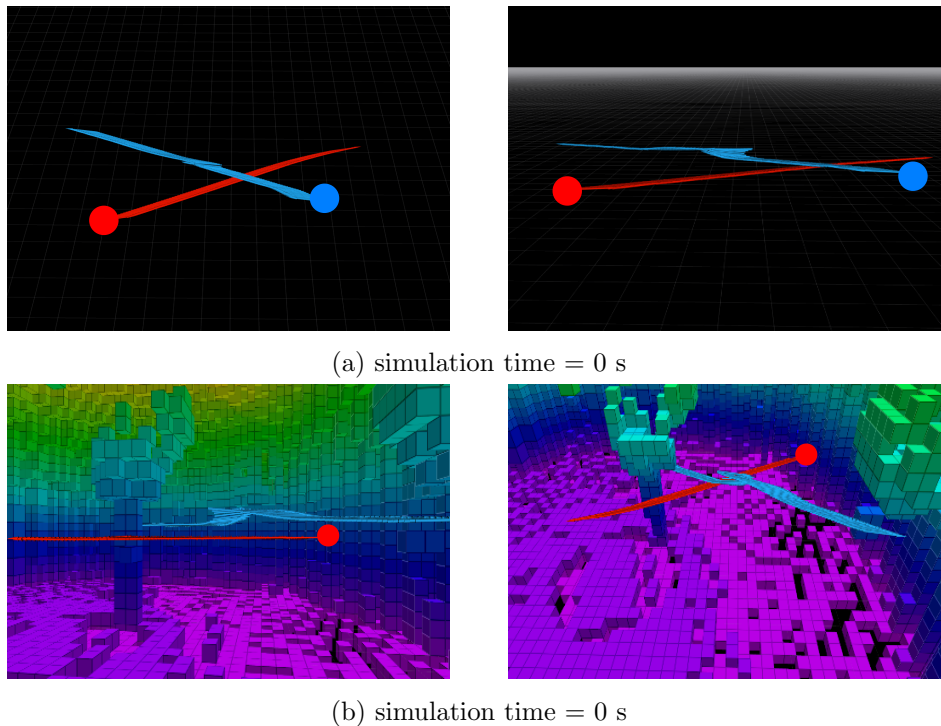 (a) simulation time = 0 s
(b) simulation time = 0 s